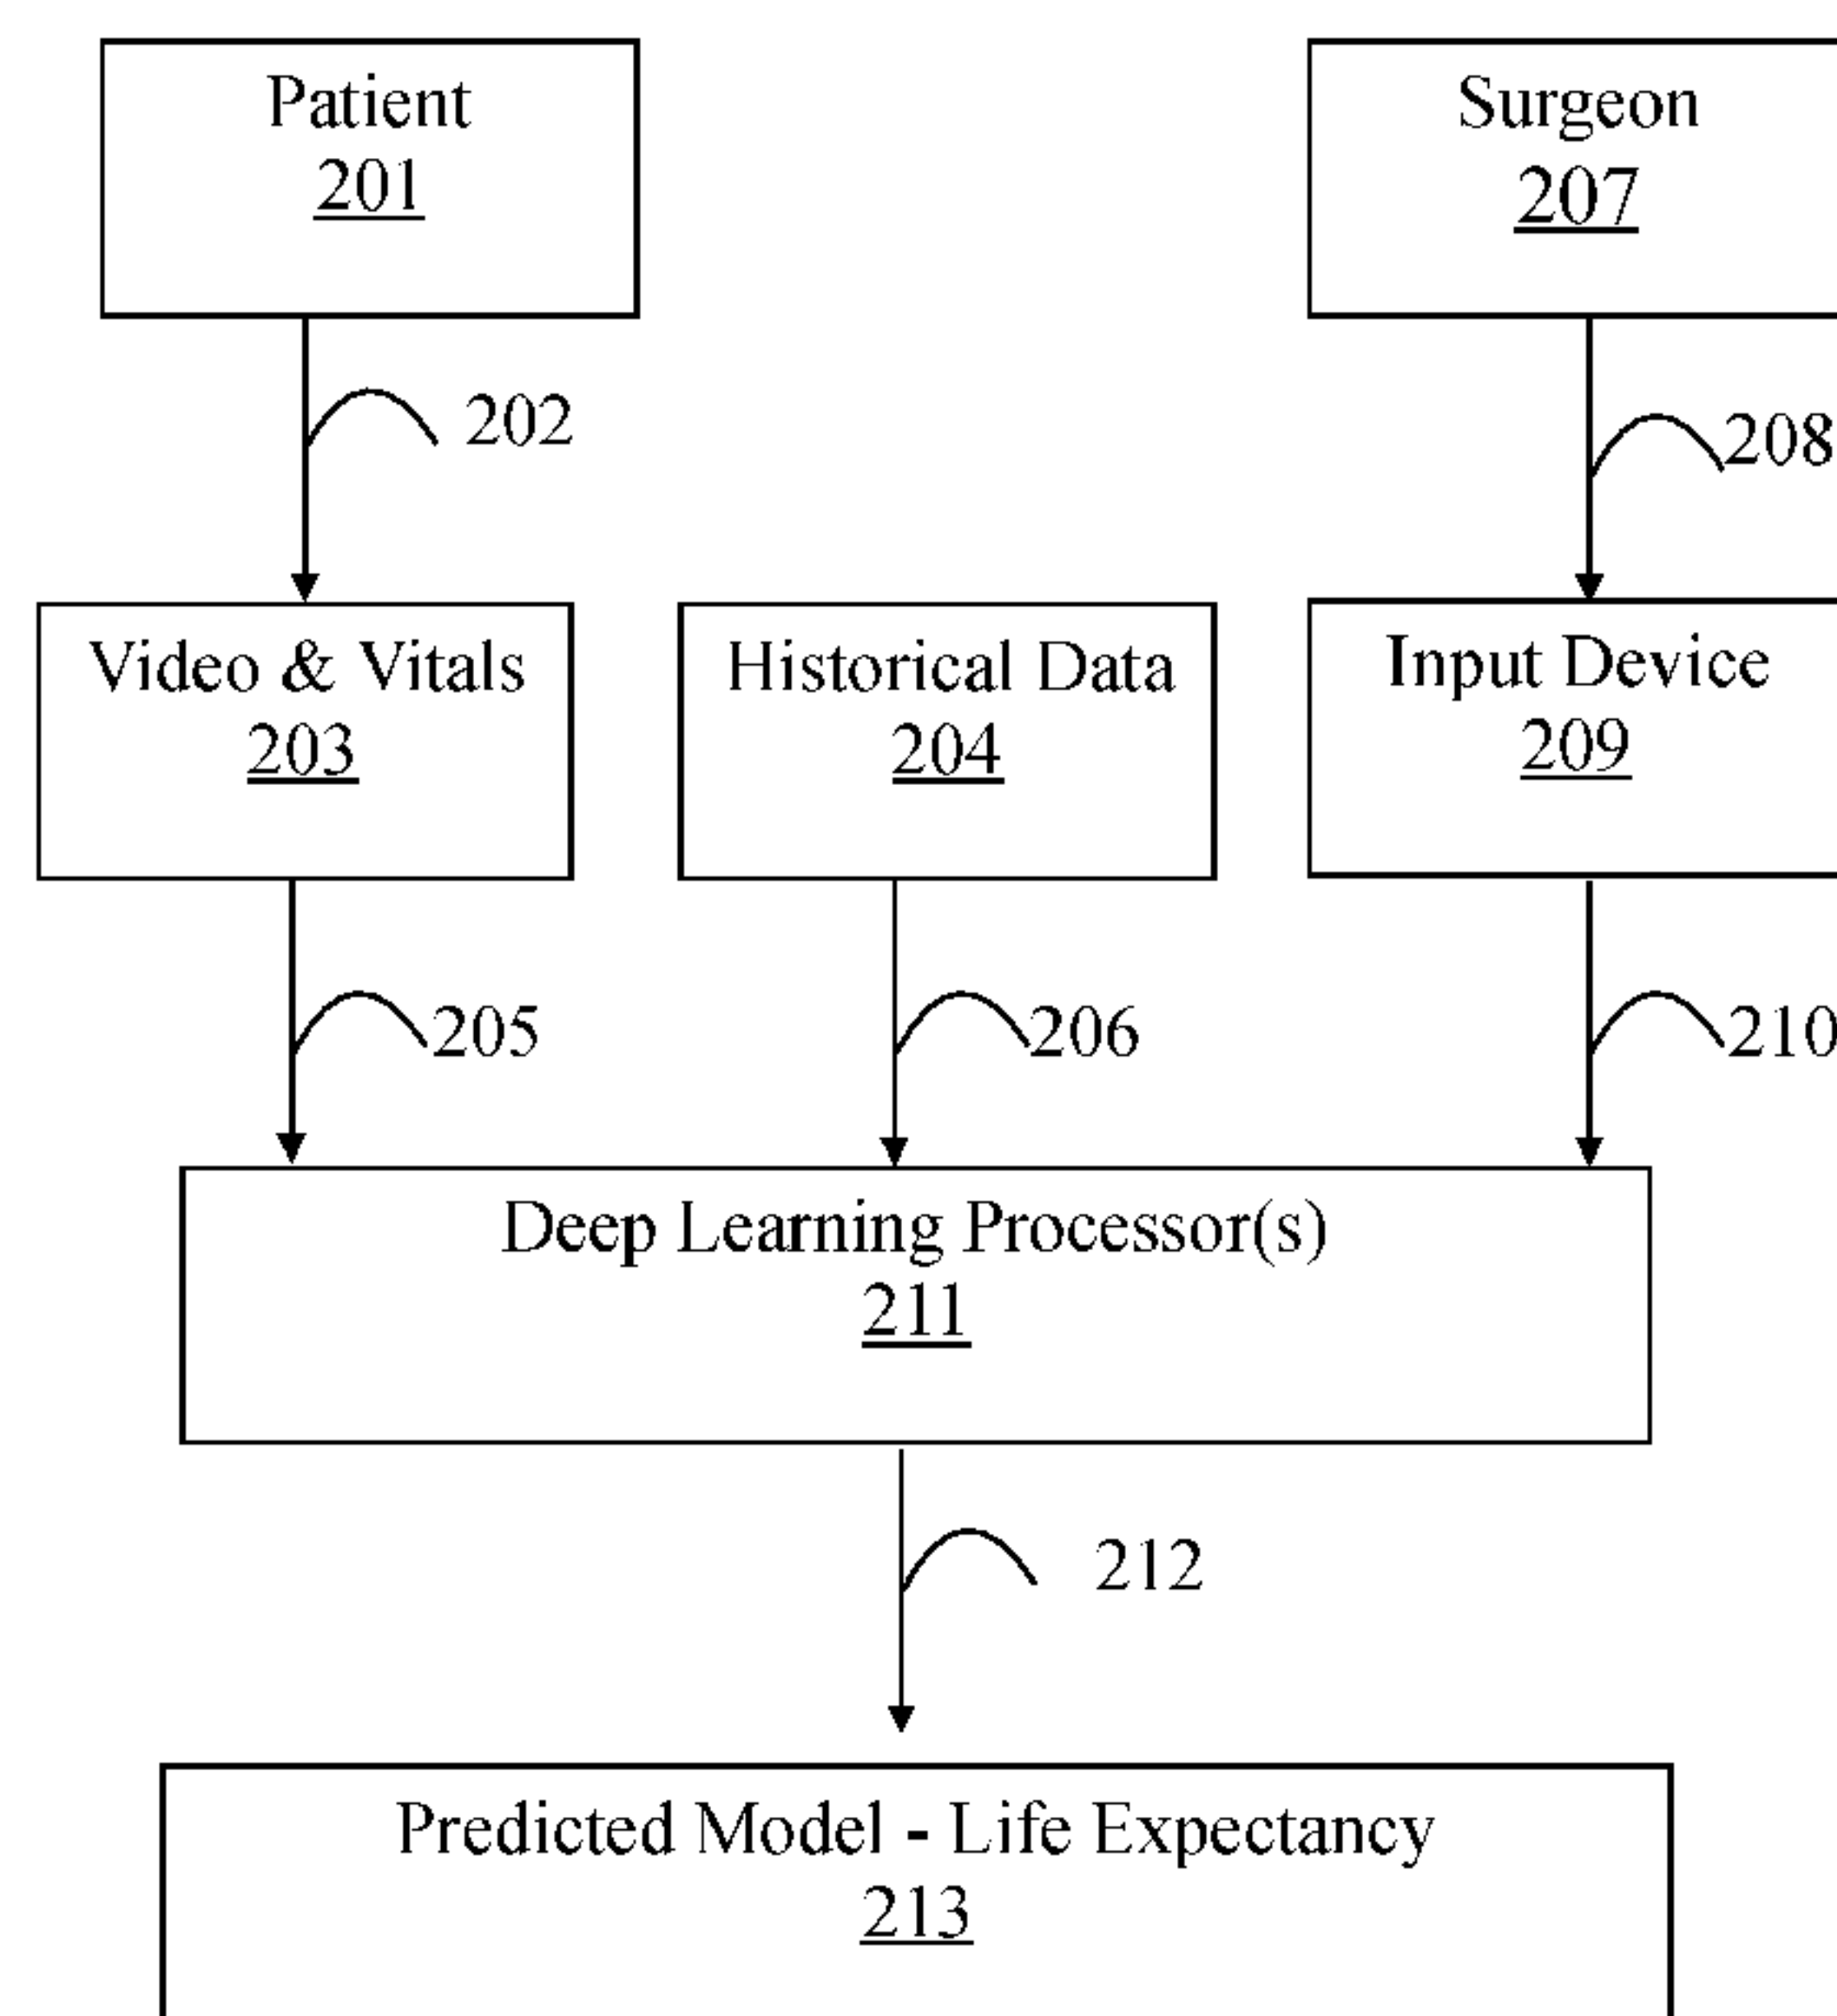 Patient
201
Surgeon
207
202
208
Video & Vitals
203
Historical Data
204
Input Device
209
205
206
210
Deep Learning Processor(s)
211
212
Predicted Model - Life Expectancy
213